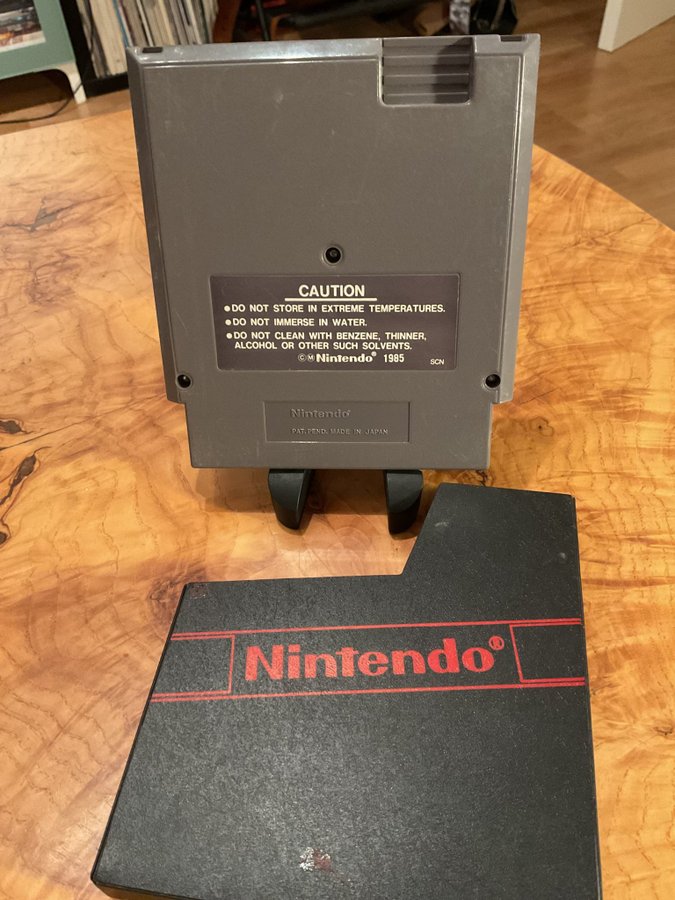 CAUTION
●DO NOT STORE IN EXTREME TEMPERATURES.
●DO NOT IMMERSE IN WATER.
●DO NOT CLEAN WITH BENZENE, THINNER,
ALCOHOL OR OTHER SUCH SOLVENTS.
©Ⓜ Nintendo® 1985
SCN
Nintendo®
PAT. PEND. MADE IN JAPAN
Nintendo®